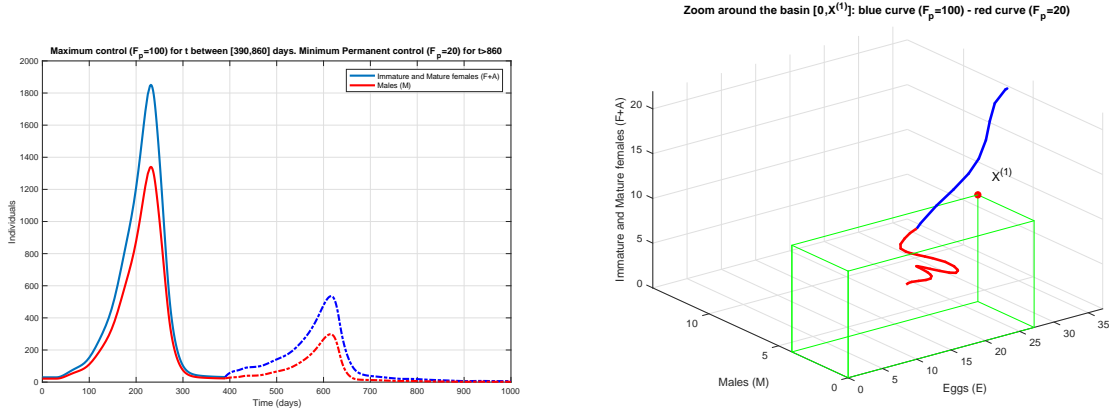 Maximum control (F_p=100) for t between [390,860] days. Minimum Permanent control (F_p=20) for t>860
Immature and Mature females (F+A)
Males (M)
2000
1800
1600
1400
1200
1000
800
600
400
200
0
Individuals
0 100 200 300 400 500 600 700 800 900 1000
Time (days)
Zoom around the basin [0,X^(1)]: blue curve (F_p=100) - red curve (F_p=20)
Immature and Mature females (F+A)
20
15
10
5
0
X^(1)
10
5
0
Males (M)
0 5 10 15 20 25 30 35
Eggs (E)